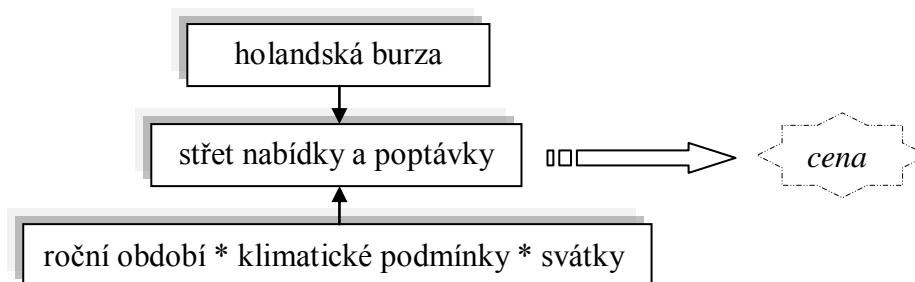 holandská burza
střet nabídky a poptávky
cena
roční období * klimatické podmínky * svátky